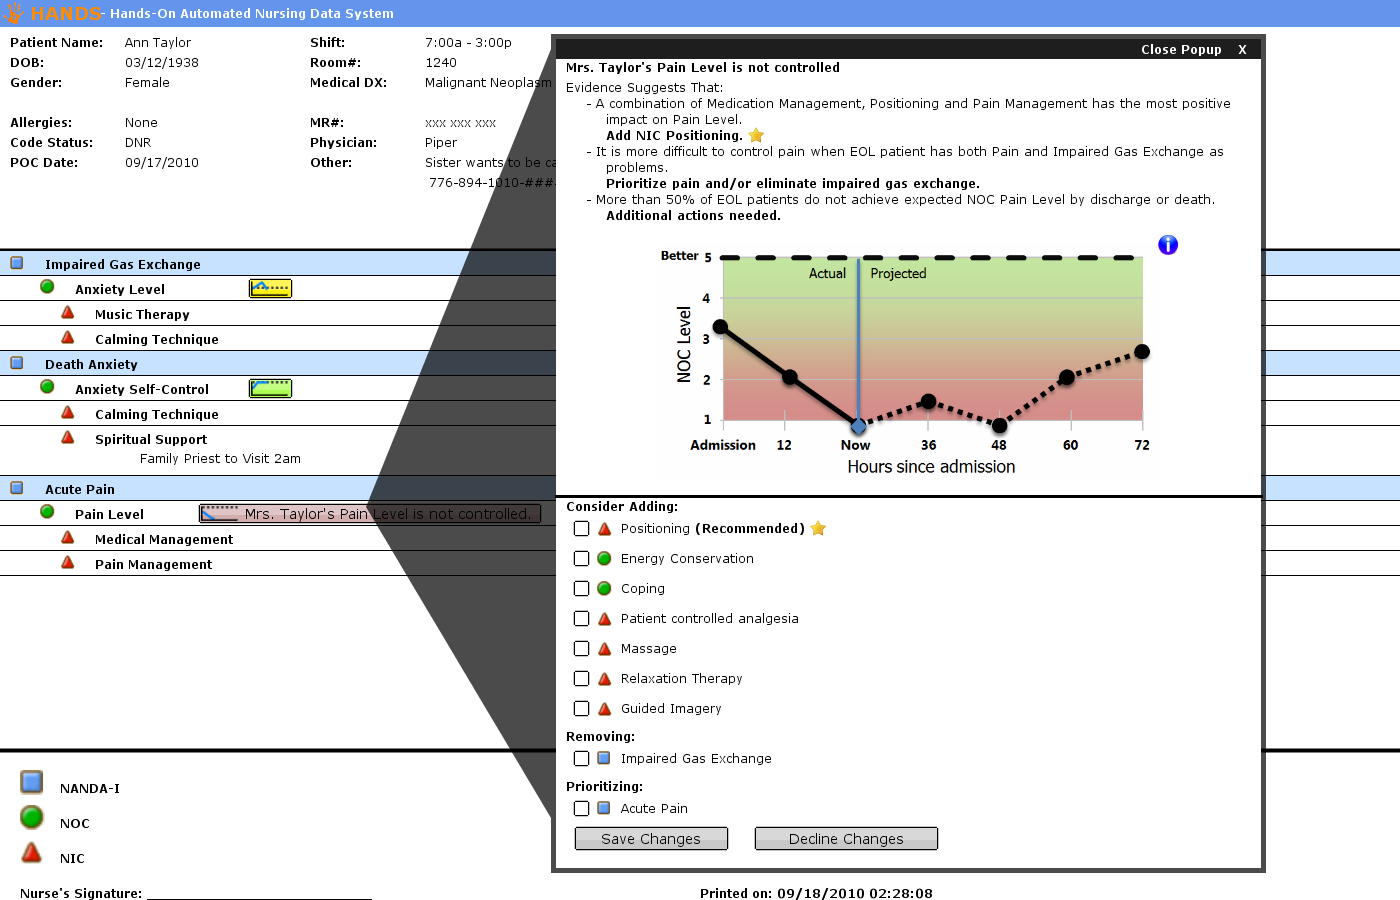 HANDS - Hands-On Automated Nursing Data System
Patient Name: Ann Taylor
DOB: 03/12/1938
Gender: Female
Allergies: None
Code Status: DNR
POC Date: 09/17/2010
Shift: 7:00a - 3:00p
Room#: 1240
Medical DX: Malignant Neoplasm
MR#: xxx xxx xxx
Physician: Piper
Other: Sister wants to be ca
776-894-1010-###
Impaired Gas Exchange
Anxiety Level
Music Therapy
Calming Technique
Death Anxiety
Anxiety Self-Control
Calming Technique
Spiritual Support
Family Priest to Visit 2am
Acute Pain
Pain Level Mrs. Taylor's Pain Level is not controlled.
Medical Management
Pain Management
NANDA-I
NOC
NIC
Nurse's Signature:
Close Popup X
Mrs. Taylor's Pain Level is not controlled
Evidence Suggests That:
- A combination of Medication Management, Positioning and Pain Management has the most positive
impact on Pain Level.
Add NIC Positioning.
- It is more difficult to control pain when EOL patient has both Pain and Impaired Gas Exchange as
problems.
Prioritize pain and/or eliminate impaired gas exchange.
- More than 50% of EOL patients do not achieve expected NOC Pain Level by discharge or death.
Additional actions needed.
i
Better 5
Actual Projected
4
3
2
1
NOC Level
Admission 12 Now 36 48 60 72
Hours since admission
Consider Adding:
Positioning (Recommended)
Energy Conservation
Coping
Patient controlled analgesia
Massage
Relaxation Therapy
Guided Imagery
Removing:
Impaired Gas Exchange
Prioritizing:
Acute Pain
Save Changes Decline Changes
Printed on: 09/18/2010 02:28:08